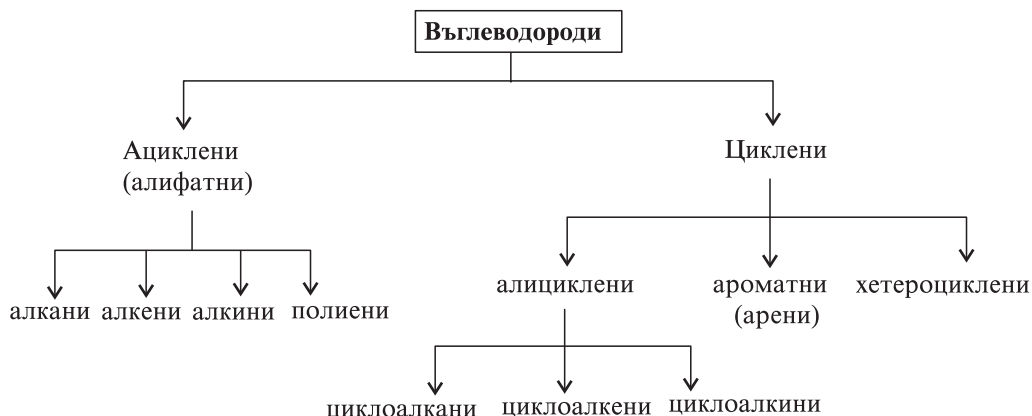 Въглеводороди
Ациклени
(алифатни)
Циклени
алкани алкени алкини полиени
алициклени
ароматни
(арени)
хетероциклени
циклоалкани циклоалкени циклоалкини